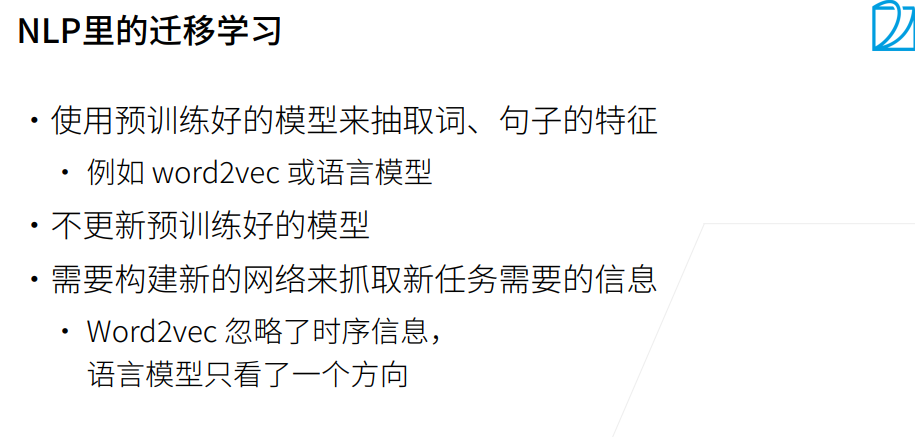 NLP里的迁移学习
• 使用预训练好的模型来抽取词、句子的特征
• 例如 word2vec 或语言模型
• 不更新预训练好的模型
• 需要构建新的网络来抓取新任务需要的信息
• Word2vec 忽略了时序信息，
语言模型只看了一个方向